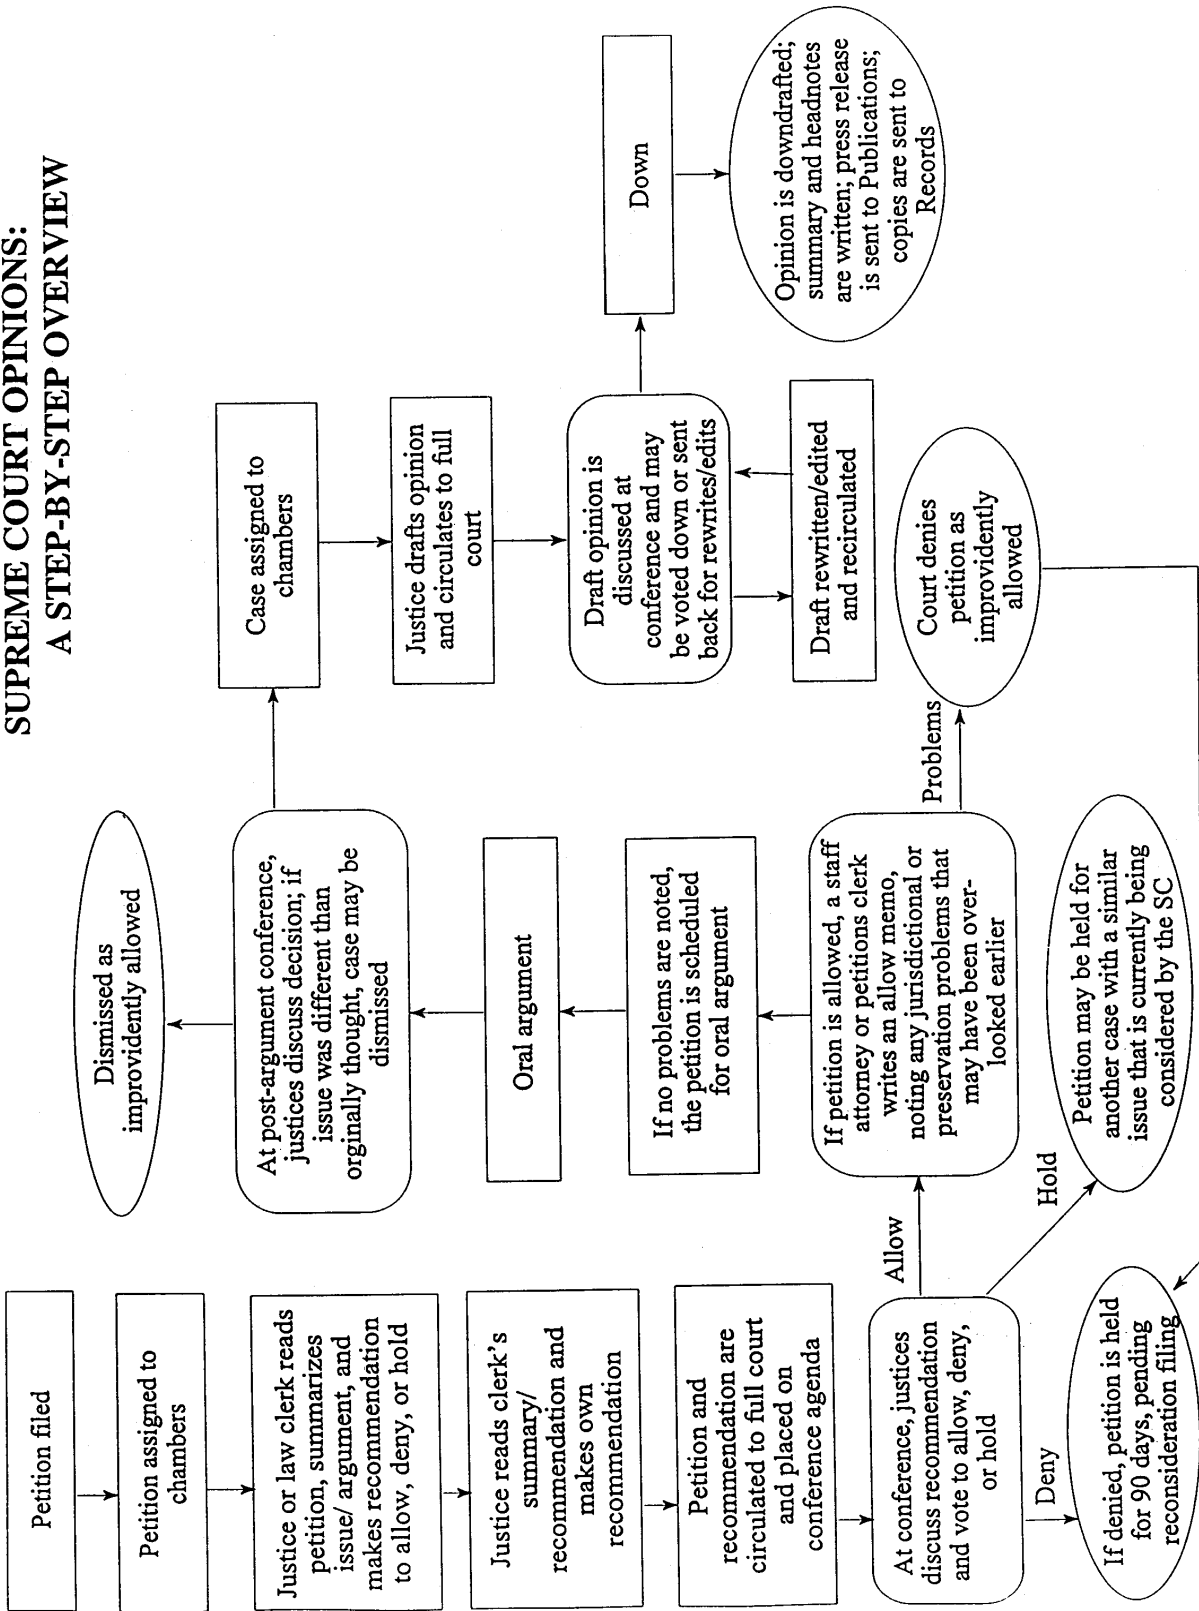 SUPREME COURT OPINIONS:
A STEP-BY-STEP OVERVIEW
Petition filed
Petition assigned to
chambers
Justice or law clerk reads
petition, summarizes
issue/ argument, and
makes recommendation
to allow, deny, or hold
Justice reads clerk's
summary/
recommendation and
makes own
recommendation
Petition and
recommendation are
circulated to full court
and placed on
conference agenda
At conference, justices
discuss recommendation
and vote to allow, deny,
or hold
Deny
If denied, petition is held
for 90 days, pending
reconsideration filing
Allow
Hold
Dismissed as
improvidently allowed
At post-argument conference,
justices discuss decision; if
issue was different than
orginally thought, case may be
dismissed
Oral argument
If no problems are noted,
the petition is scheduled
for oral argument
If petition is allowed, a staff
attorney or petitions clerk
writes an allow memo,
noting any jurisdictional or
preservation problems that
may have been over-
looked earlier
Petition may be held for
another case with a similar
issue that is currently being
considered by the SC
Problems
Case assigned to
chambers
Justice drafts opinion
and circulates to full
court
Draft opinion is
discussed at
conference and may
be voted down or sent
back for rewrites/edits
Draft rewritten/edited
and recirculated
Court denies
petition as
improvidently
allowed
Down
Opinion is downdrafted;
summary and headnotes
are written; press release
is sent to Publications;
copies are sent to
Records